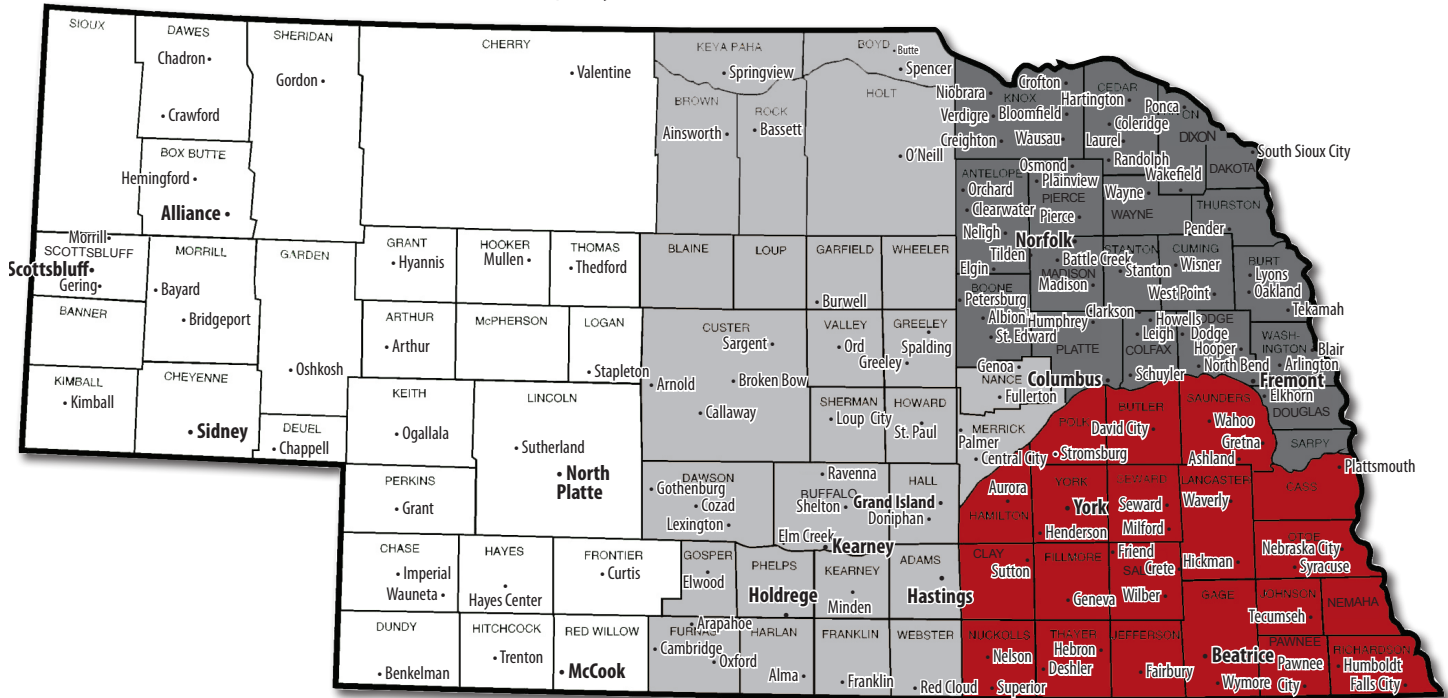 SIOUX
DAWES
Chadron
Crawford
SHERIDAN
Gordon
CHERRY
Valentine
KEYA PAHA
Springview
BOYD
Butte
Spencer
BROWN
Ainsworth
ROCK
Bassett
HOLT
O'Neill
BOX BUTTE
Hemingford
Alliance
Niobrara
Crofton
KNOX
Verdigre
Bloomfield
Creighton
Wausau
CEDAR
Hartington
Coleridge
Laurel
Randolph
Ponca
DIXON
Wakefield
South Sioux City
DAKOTA
Osmond
ANTELOPE
Orchard
Clearwater
Neligh
Tilden
Elgin
Plainview
PIERCE
Pierce
Wayne
WAYNE
THURSTON
Pender
Norfolk
Battle Creek
MADISON
Madison
STANTON
Stanton
CUMING
Wisner
West Point
BURT
Lyons
Oakland
Tekamah
Morrill
SCOTTSBLUFF
Scottsbluff
Gering
MORRILL
Bayard
Bridgeport
GARDEN
Oshkosh
GRANT
Hyannis
HOOKER
Mullen
THOMAS
Thedford
BLAINE
LOUP
GARFIELD
Burwell
WHEELER
BANNER
ARTHUR
Arthur
McPHERSON
LOGAN
Stapleton
CUSTER
Sargent
Arnold
Broken Bow
Callaway
VALLEY
Ord
GREELEY
Spalding
Greeley
BOONE
Petersburg
Albion
St. Edward
Humphrey
PLATTE
Clarkson
COLFAX
Howells
Leigh
Schuyler
DODGE
Dodge
Hooper
North Bend
WASH-
INGTON
Blair
Arlington
Fremont
Elkhorn
DOUGLAS
SARPY
Genoa
NANCE
Fullerton
Columbus
KIMBALL
Kimball
CHEYENNE
Sidney
DEUEL
Chappell
KEITH
Ogallala
LINCOLN
Sutherland
North
Platte
SHERMAN
Loup City
HOWARD
St. Paul
MERRICK
Palmer
Central City
POLK
Stromsburg
BUTLER
David City
SAUNDERS
Wahoo
Gretna
Ashland
Plattsmouth
CASS
PERKINS
Grant
DAWSON
Gothenburg
Cozad
Lexington
Ravenna
BUFFALO
Shelton
Elm Creek
Kearney
HALL
Grand Island
Doniphan
Aurora
HAMILTON
YORK
York
Henderson
SEWARD
Seward
Milford
LANCASTER
Waverly
Hickman
OTOE
Nebraska City
Syracuse
CHASE
Imperial
Wauneta
HAYES
Hayes Center
FRONTIER
Curtis
GOSPER
Elwood
PHELPS
Holdrege
KEARNEY
Minden
ADAMS
Hastings
CLAY
Sutton
FILLMORE
Geneva
Friend
Crete
Wilber
GAGE
JOHNSON
Tecumseh
NEMAHA
DUNDY
Benkelman
HITCHCOCK
Trenton
RED WILLOW
McCook
FURNAS
Arapahoe
Cambridge
Oxford
HARLAN
Alma
FRANKLIN
Franklin
WEBSTER
Red Cloud
NUCKOLLS
Nelson
Superior
THAYER
Hebron
Deshler
JEFFERSON
Fairbury
Beatrice
Wymore
PAWNEE
Pawnee
City
RICHARDSON
Humboldt
Falls City